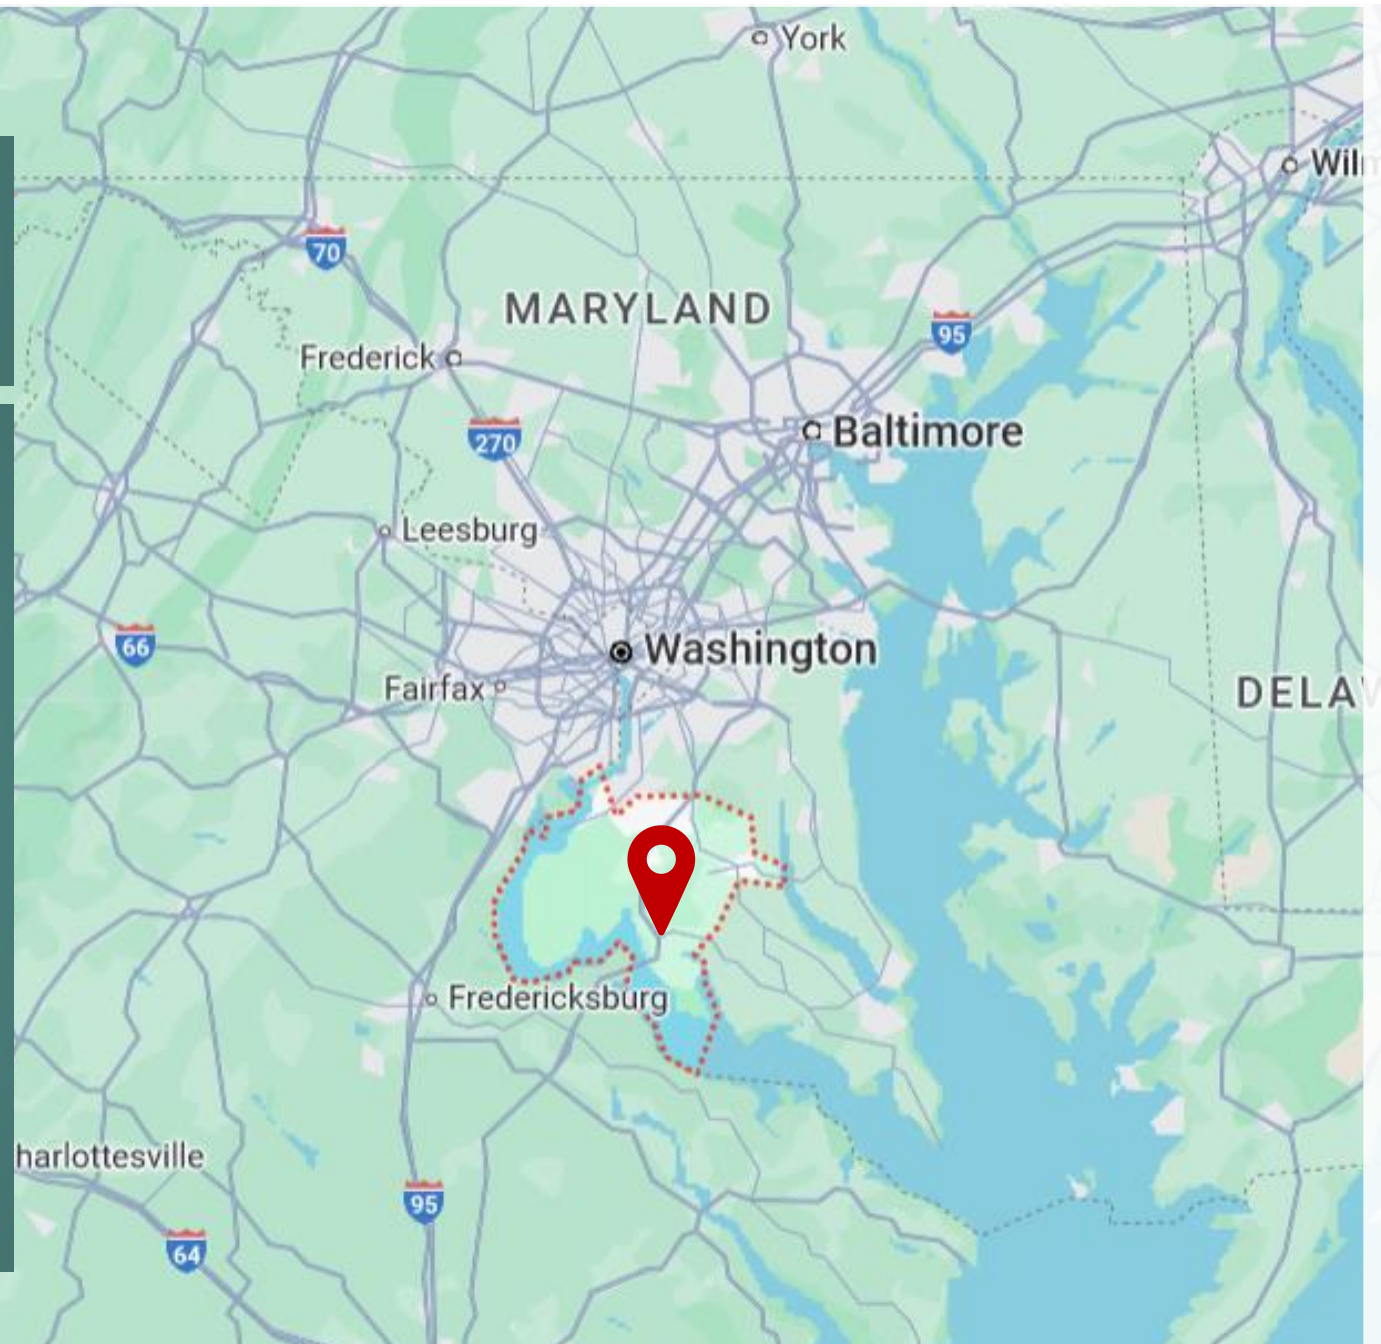 York
Wil
70
MARYLAND
95
Frederick
Baltimore
270
Leesburg
66
Washington
Fairfax
DELA
Fredericksburg
harlottesville
95
64